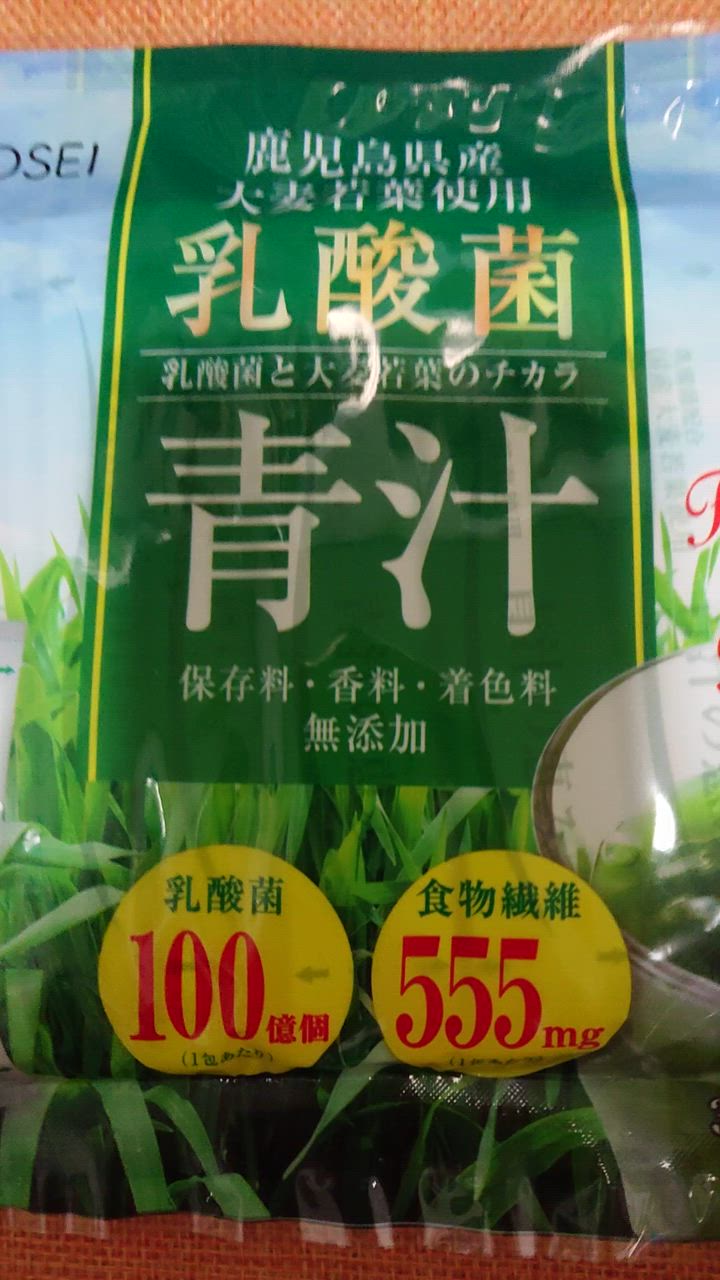 OSEI
鹿児島県産
大麦若葉使用
乳酸菌
乳酸菌と大麦若葉のチカラ
青汁
保存料・香料・着色料
無添加
乳酸菌
100億個
(1包あたり)
食物繊維
555mg